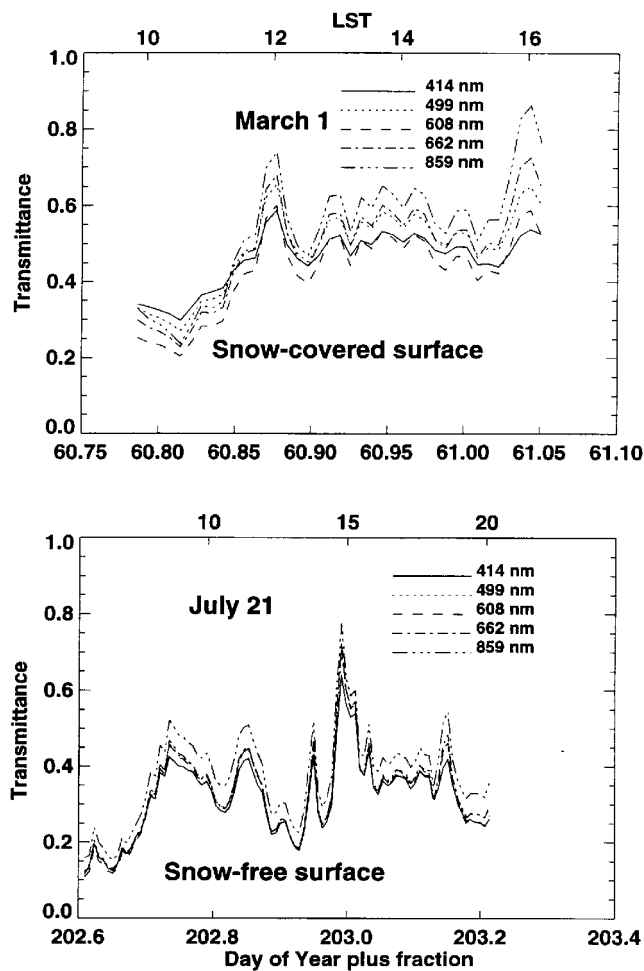 LST
10 12 14 16
1.0
0.8
0.6
0.4
0.2
0.0
Transmittance
March 1
414 nm
499 nm
608 nm
662 nm
859 nm
Snow-covered surface
60.75 60.80 60.85 60.90 60.95 61.00 61.05 61.10
10 15 20
1.0
0.8
0.6
0.4
0.2
0.0
Transmittance
July 21
414 nm
499 nm
608 nm
662 nm
859 nm
Snow-free surface
202.6 202.8 203.0 203.2 203.4
Day of Year plus fraction